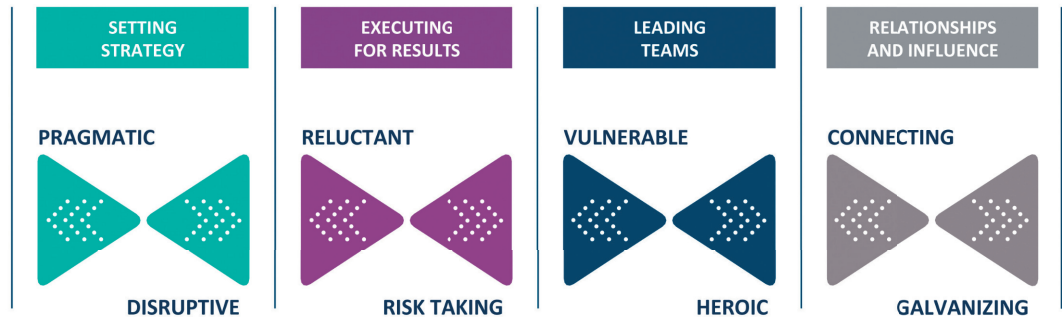 SETTING
STRATEGY
PRAGMATIC
DISRUPTIVE
EXECUTING
FOR RESULTS
RELUCTANT
RISK TAKING
LEADING
TEAMS
VULNERABLE
HEROIC
RELATIONSHIPS
AND INFLUENCE
CONNECTING
GALVANIZING